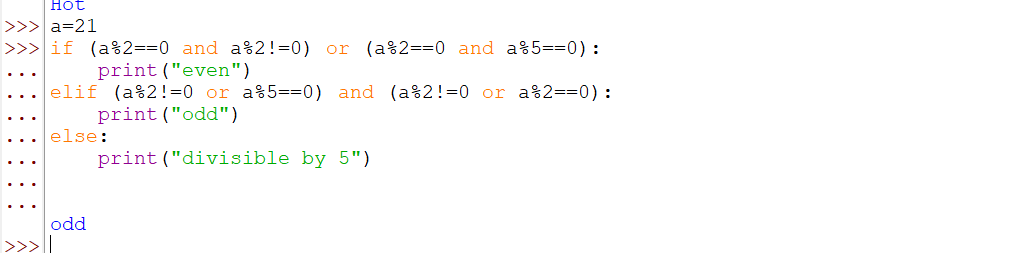 Hot
>>> a=21
>>> if (a%2==0 and a%2!=0) or (a%2==0 and a%5==0):
...     print("even")
... elif (a%2!=0 or a%5==0) and (a%2!=0 or a%2==0):
...     print("odd")
... else:
...     print("divisible by 5")
...
...
odd
>>>